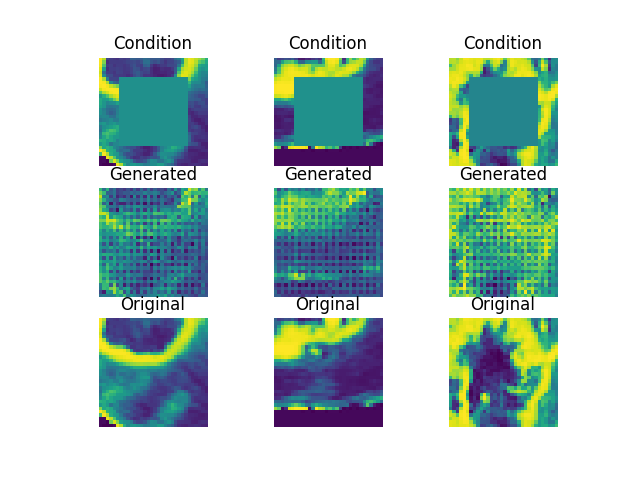 Condition Condition Condition
Generated Generated Generated
Original Original Original